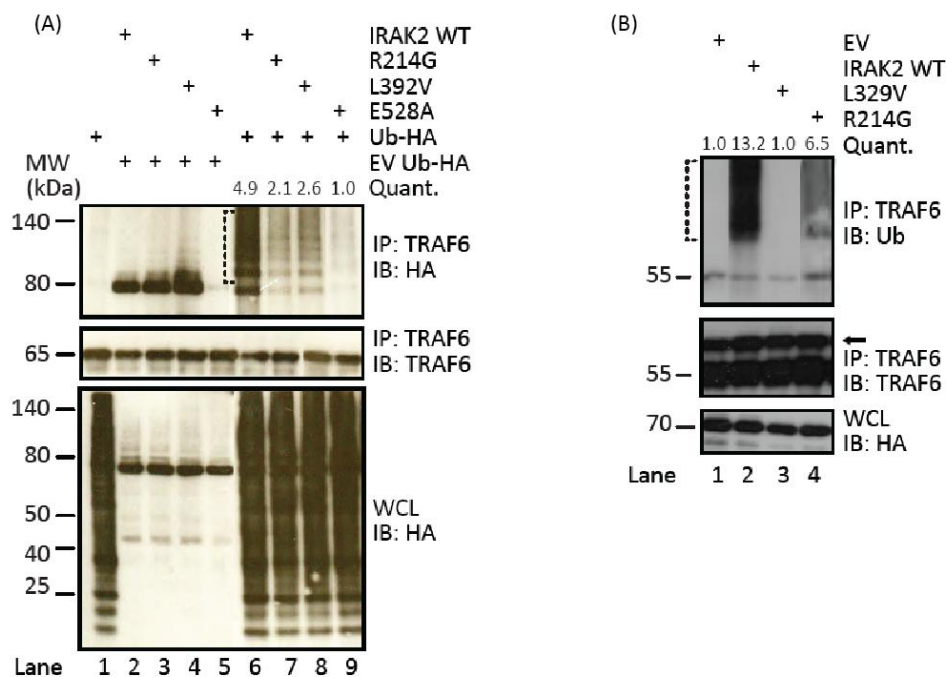 (A)
+ + IRAK2 WT
+ + R214G
+ + L392V
+ + E528A
+ + + + + Ub-HA
MW + + + + EV Ub-HA
(kDa) 4.9 2.1 2.6 1.0 Quant.
140
80
IP: TRAF6
IB: HA
65
IP: TRAF6
IB: TRAF6
140
80
50
40
25
WCL
IB: HA
Lane 1 2 3 4 5 6 7 8 9
(B)
+ EV
+ IRAK2 WT
+ L329V
+ R214G
1.0 13.2 1.0 6.5 Quant.
IP: TRAF6
IB: Ub
55
IP: TRAF6
55 IB: TRAF6
70 WCL
IB: HA
Lane 1 2 3 4